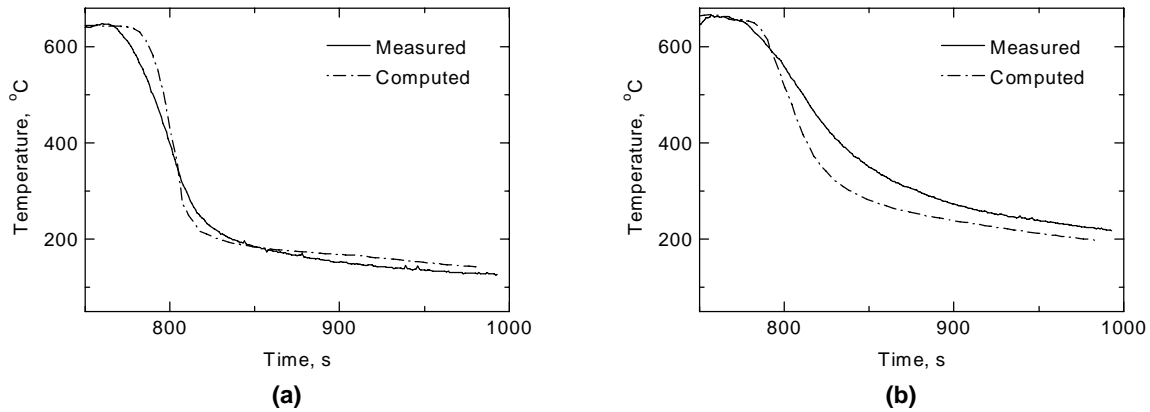 600
400
200
Temperature, °C
Measured
Computed
800
900
1000
Time, s
(a)
600
400
200
Temperature, °C
Measured
Computed
800
900
1000
Time, s
(b)